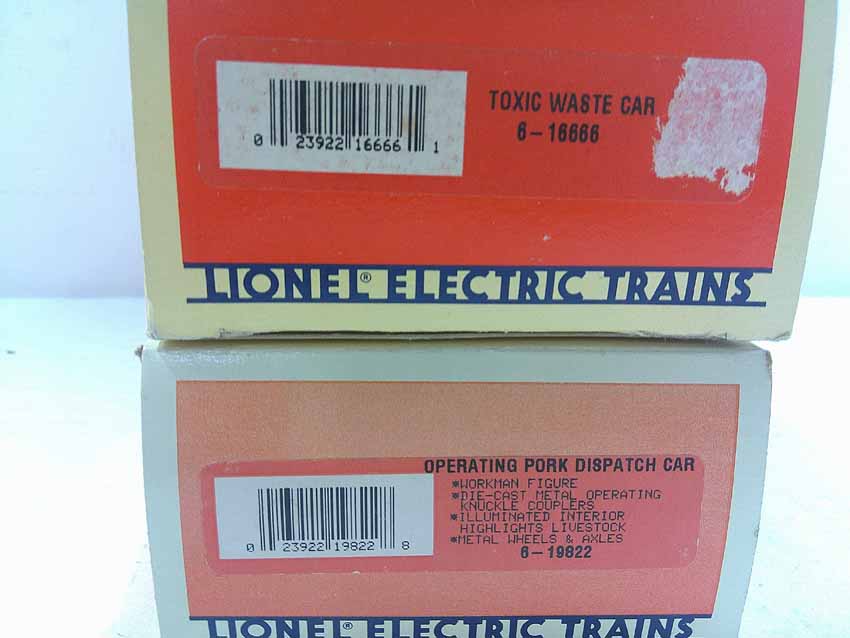 TOXIC WASTE CAR
6-16666
0 23922 16666 1
LIONEL® ELECTRIC TRAINS
OPERATING PORK DISPATCH CAR
*WORKMAN FIGURE
*DIE-CAST METAL OPERATING
KNUCKLE COUPLERS
*ILLUMINATED INTERIOR
HIGHLIGHTS LIVESTOCK
*METAL WHEELS & AXLES
6-19822
0 23922 19822 8
LIONEL® ELECTRIC TRAINS